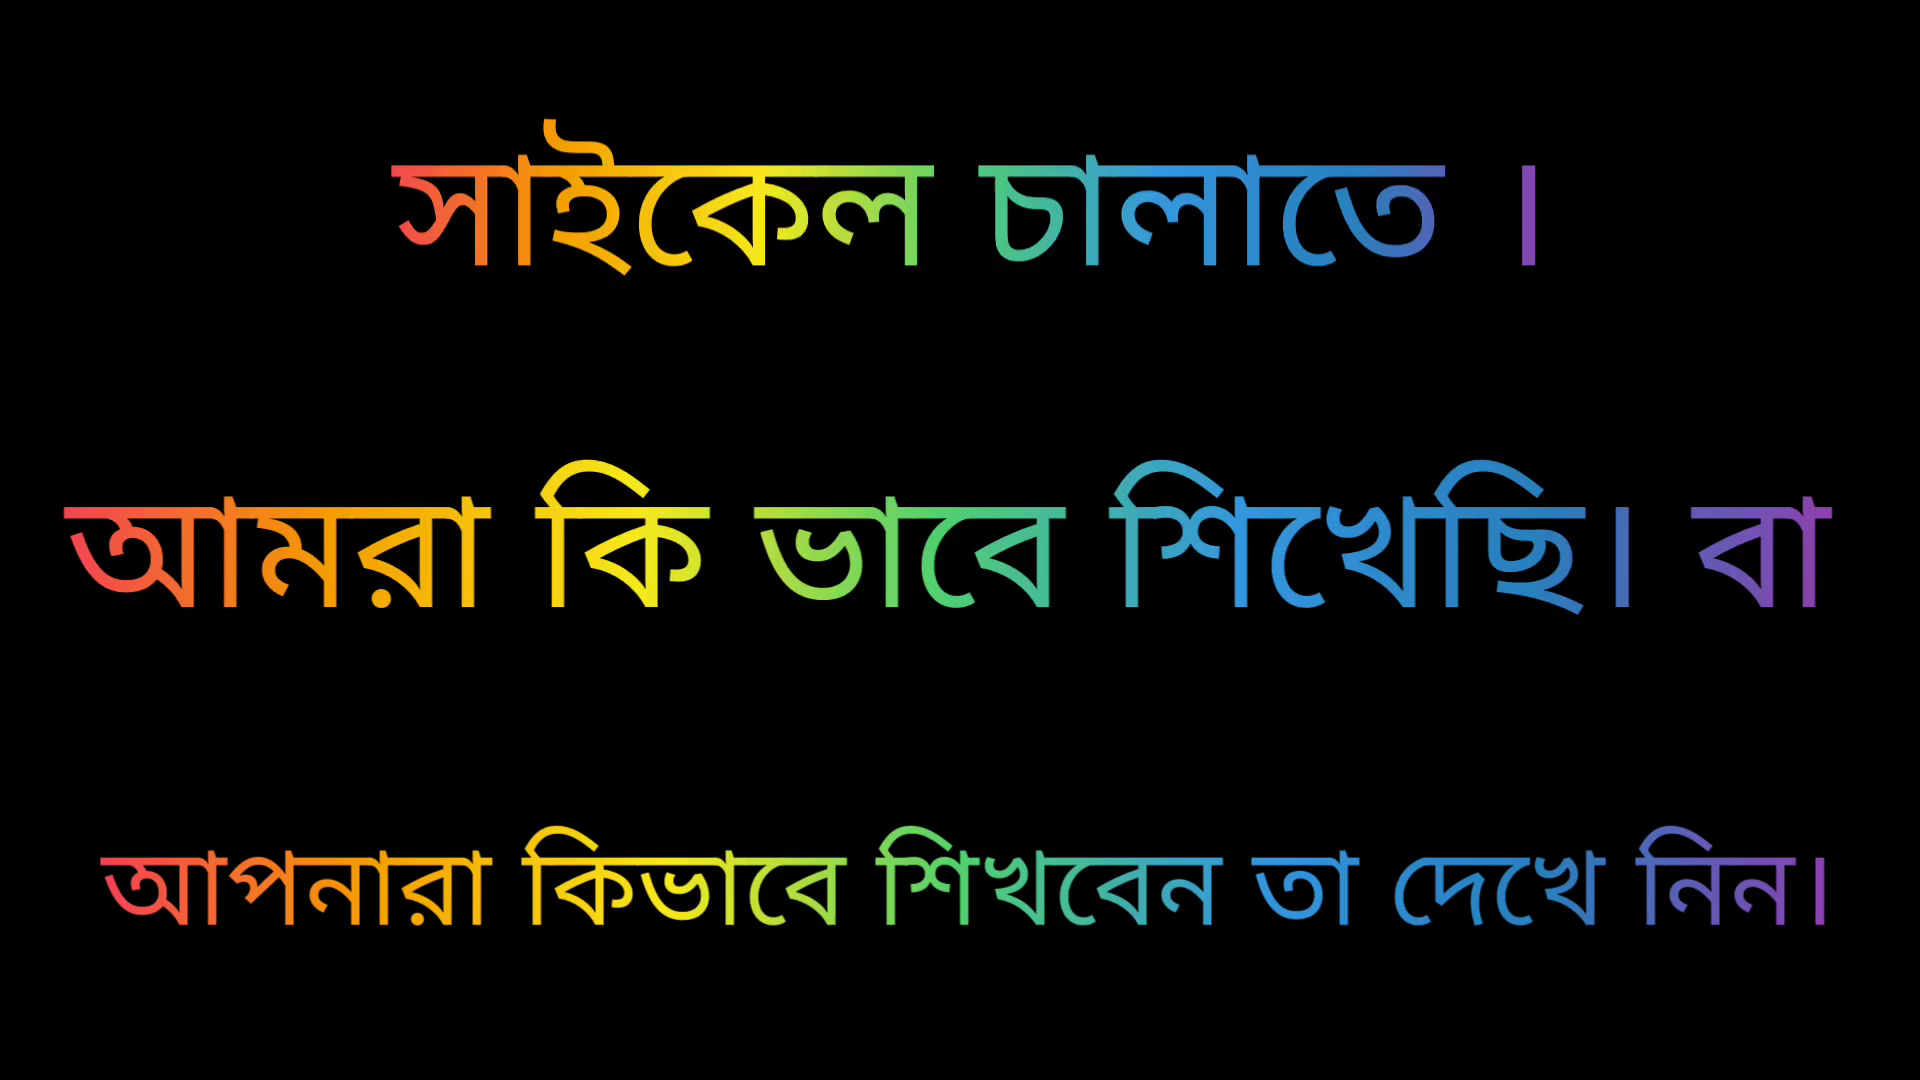 সাইকেল চালাতে ।
আমরা কি ভাবে শিখেছি। বা
আপনারা কিভাবে শিখবেন তা দেখে নিন।